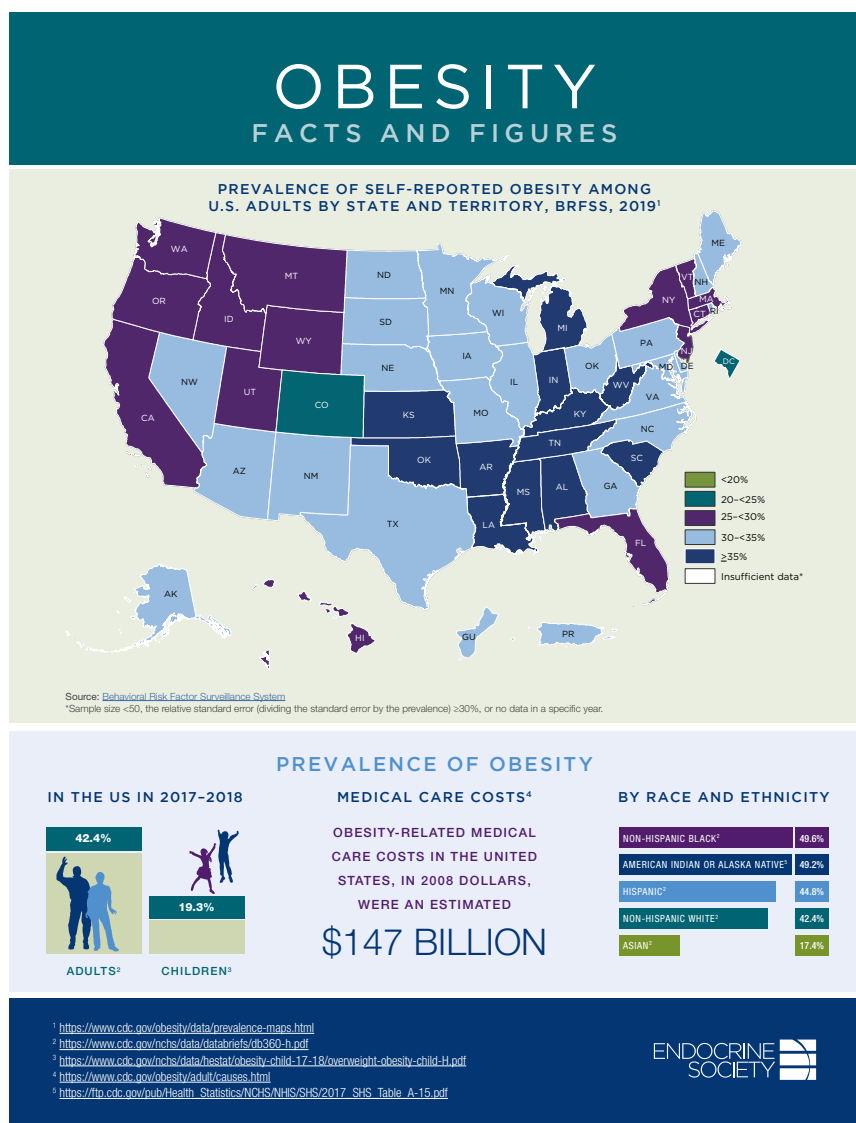 OBESITY
FACTS AND FIGURES
PREVALENCE OF SELF-REPORTED OBESITY AMONG
U.S. ADULTS BY STATE AND TERRITORY, BRFSS, 2019¹
WA
MT
ND
MN
ME
OR
ID
SD
WI
MI
NY
VT
NH
MA
CT
RI
WY
NE
IA
PA
NJ
NW
UT
CO
IL
IN
OK
MD
DE
DC
CA
KS
MO
KY
WV
VA
AZ
NM
OK
AR
TN
NC
SC
TX
LA
MS
AL
GA
FL
AK
HI
GU
PR
<20%
20–<25%
25–<30%
30–<35%
≥35%
Insufficient data*
Source: Behavioral Risk Factor Surveillance System
*Sample size <50, the relative standard error (dividing the standard error by the prevalence) ≥30%, or no data in a specific year.
PREVALENCE OF OBESITY
IN THE US IN 2017–2018
42.4%
19.3%
ADULTS²
CHILDREN³
MEDICAL CARE COSTS⁴
OBESITY-RELATED MEDICAL
CARE COSTS IN THE UNITED
STATES, IN 2008 DOLLARS,
WERE AN ESTIMATED
$147 BILLION
BY RACE AND ETHNICITY
NON-HISPANIC BLACK² 49.6%
AMERICAN INDIAN OR ALASKA NATIVE⁵ 49.2%
HISPANIC² 44.8%
NON-HISPANIC WHITE² 42.4%
ASIAN² 17.4%
¹ https://www.cdc.gov/obesity/data/prevalence-maps.html
² https://www.cdc.gov/nchs/data/databriefs/db360-h.pdf
³ https://www.cdc.gov/nchs/data/hestat/obesity-child-17-18/overweight-obesity-child-H.pdf
⁴ https://www.cdc.gov/obesity/adult/causes.html
⁵ https://ftp.cdc.gov/pub/Health_Statistics/NCHS/NHIS/SHS/2017_SHS_Table_A-15.pdf
ENDOCRINE
SOCIETY